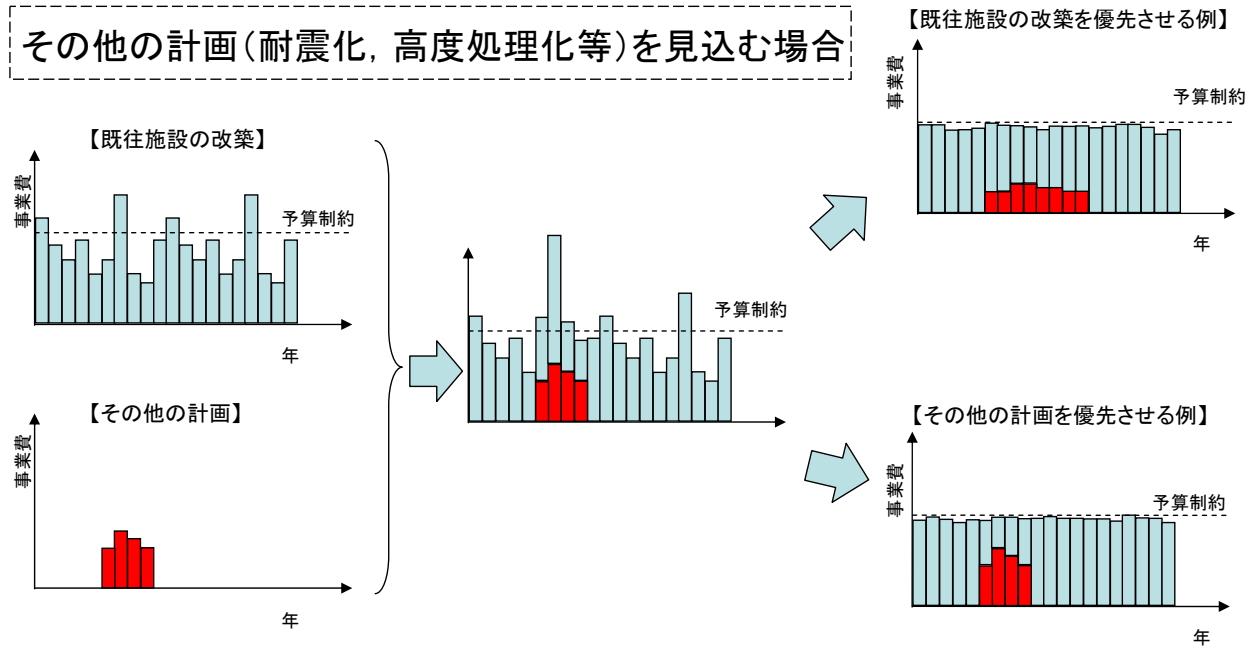 その他の計画(耐震化, 高度処理化等)を見込む場合
【既往施設の改築】
事業費
予算制約
年
【その他の計画】
事業費
年
予算制約
【既往施設の改築を優先させる例】
事業費
予算制約
年
【その他の計画を優先させる例】
事業費
予算制約
年